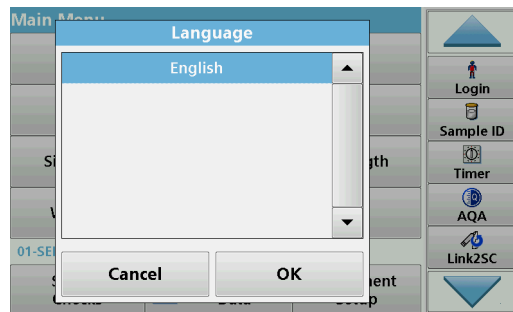 Main Menu
Language
English
Login
Sample ID
Si
gth
Timer
AQA
01-SE
Link2SC
Cancel
OK
ent